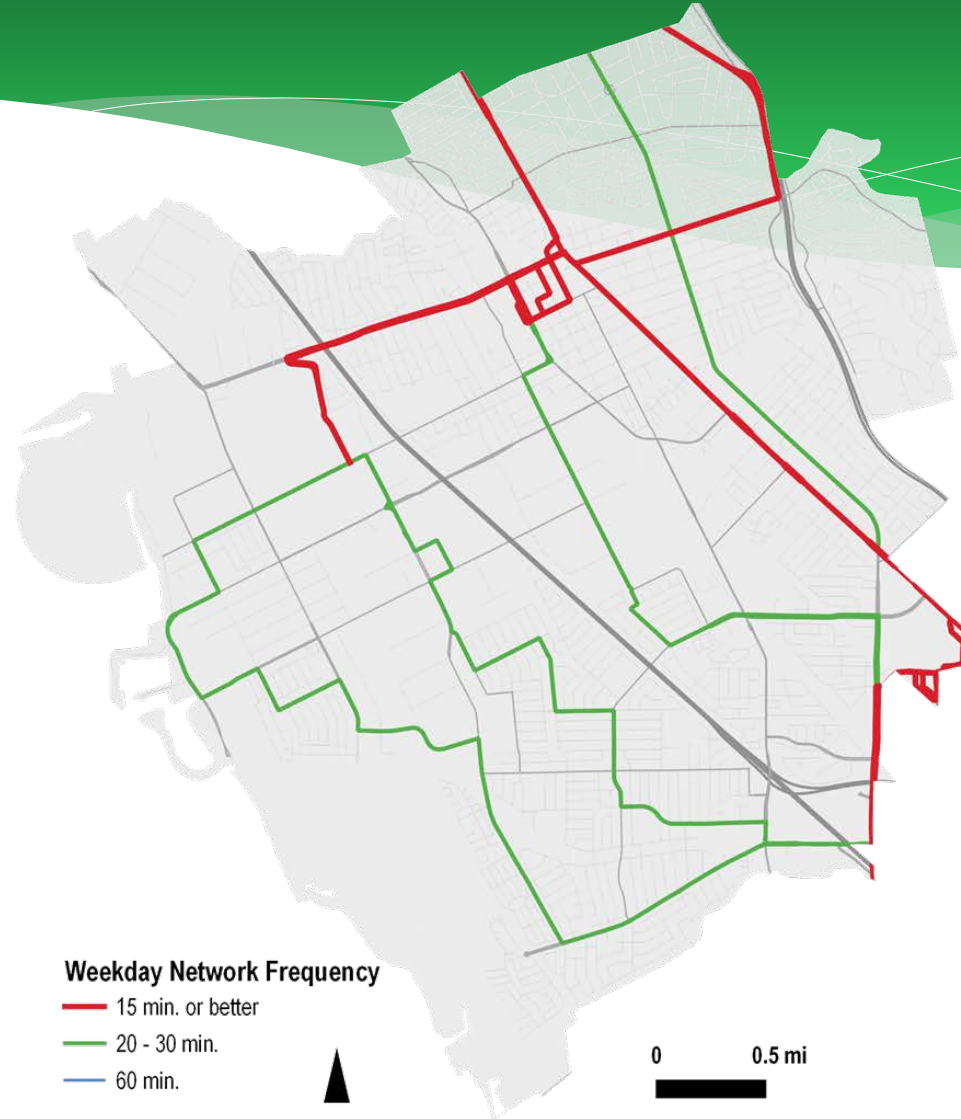 Weekday Network Frequency
15 min. or better
20 - 30 min.
60 min.
0 0.5 mi